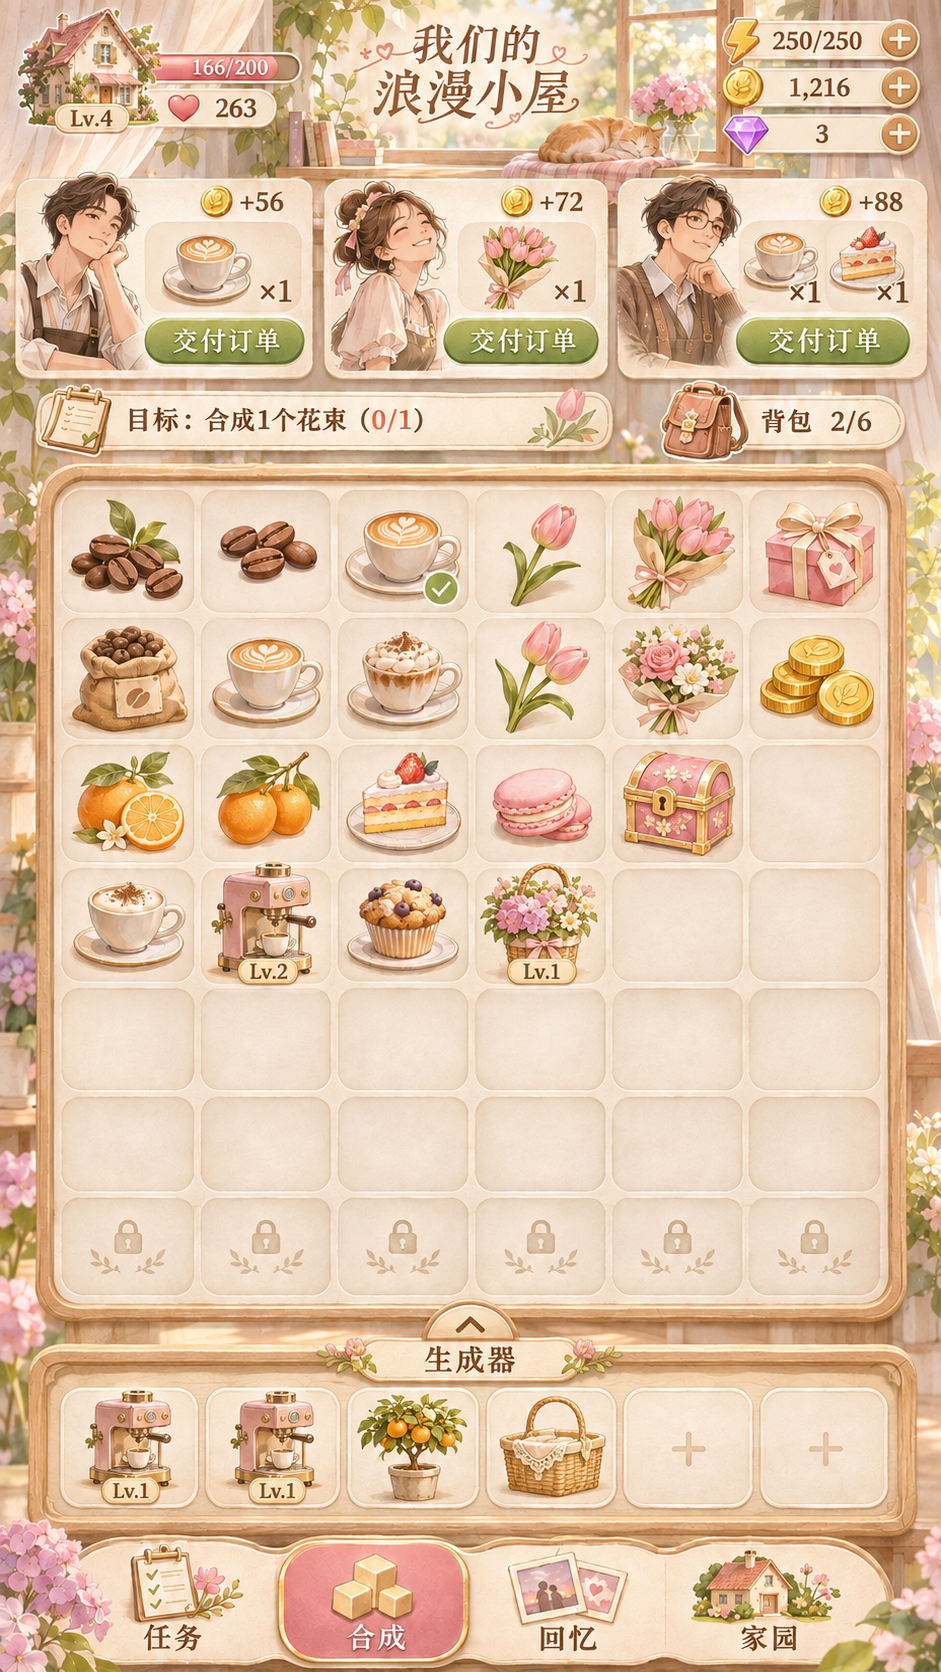 我们的
浪漫小屋
166/200
Lv.4
263
250/250
1,216
3
+56
×1
交付订单
+72
×1
交付订单
+88
×1
×1
交付订单
目标：合成1个花束（0/1）
背包 2/6
Lv.2
Lv.1
生成器
Lv.1
Lv.1
任务
合成
回忆
家园